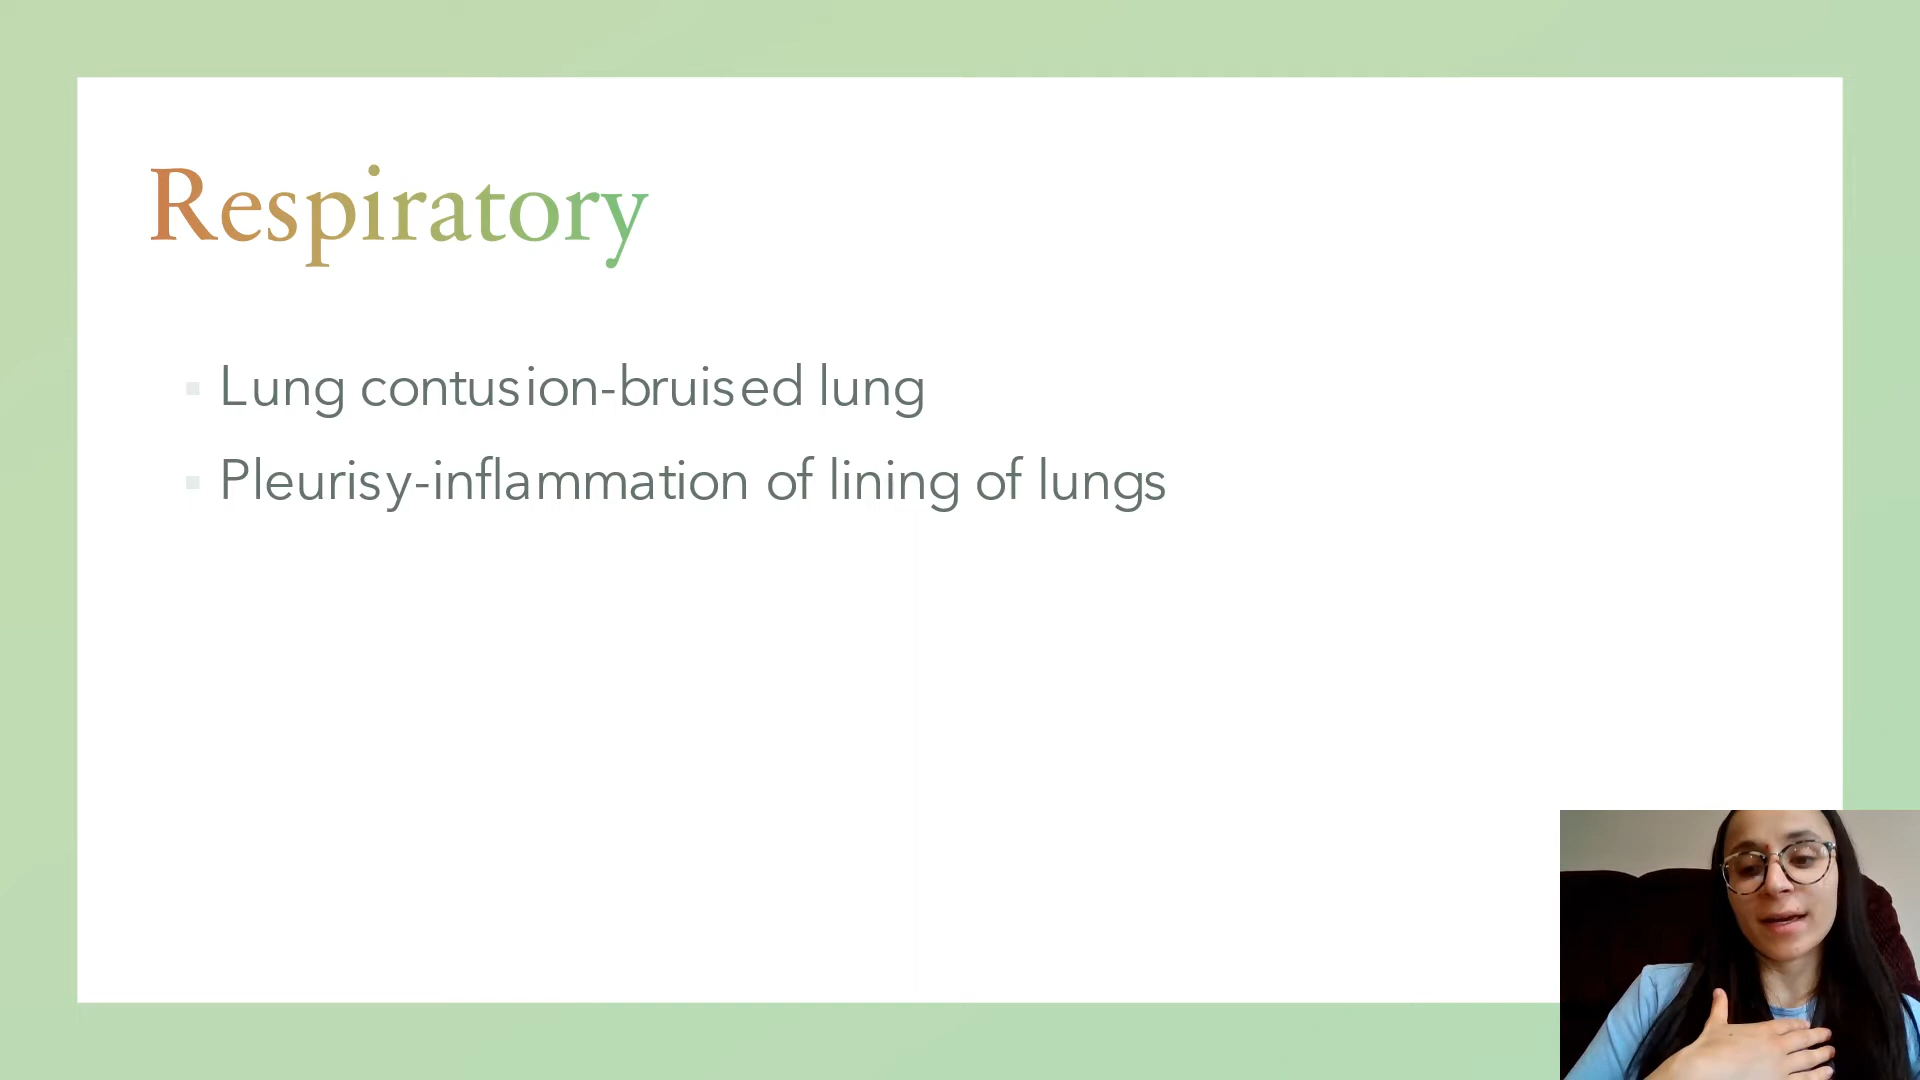 Respiratory
Lung contusion-bruised lung
Pleurisy-inflammation of lining of lungs